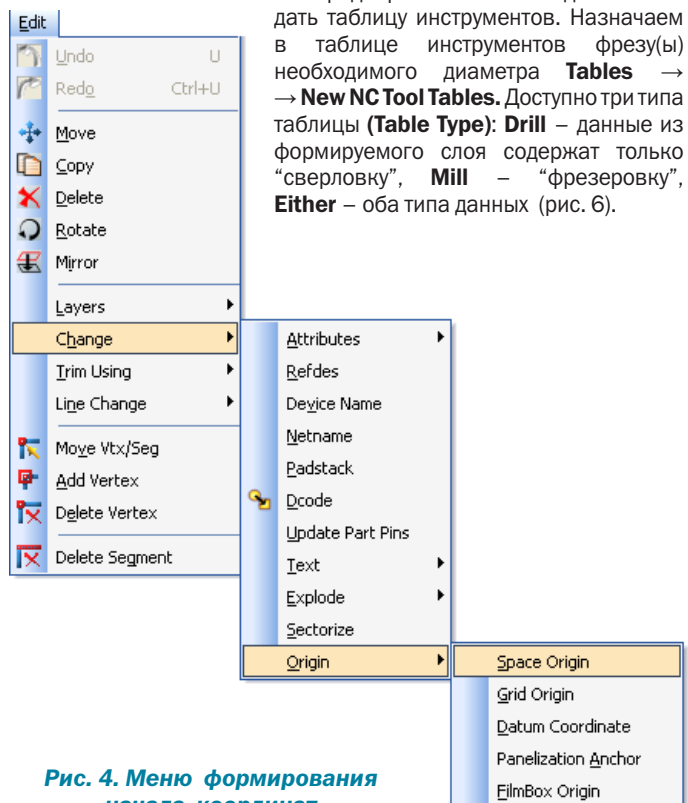 дать таблицу инструментов. Назначаем
в таблице инструментов фрезу(ы)
необходимого диаметра Tables →
→ New NC Tool Tables. Доступно три типа
таблицы (Table Type): Drill – данные из
формируемого слоя содержат только
“сверловку”, Mill – “фрезеровку”,
Either – оба типа данных (рис. 6).
Edit
Undo U
Redo Ctrl+U
Move
Copy
Delete
Rotate
Mirror
Layers
Change
Trim Using
Line Change
Move Vtx/Seg
Add Vertex
Delete Vertex
Delete Segment
Attributes
Refdes
Device Name
Netname
Padstack
Dcode
Update Part Pins
Text
Explode
Sectorize
Origin
Space Origin
Grid Origin
Datum Coordinate
Panelization Anchor
FilmBox Origin
Рис. 4. Меню формирования
начала координат